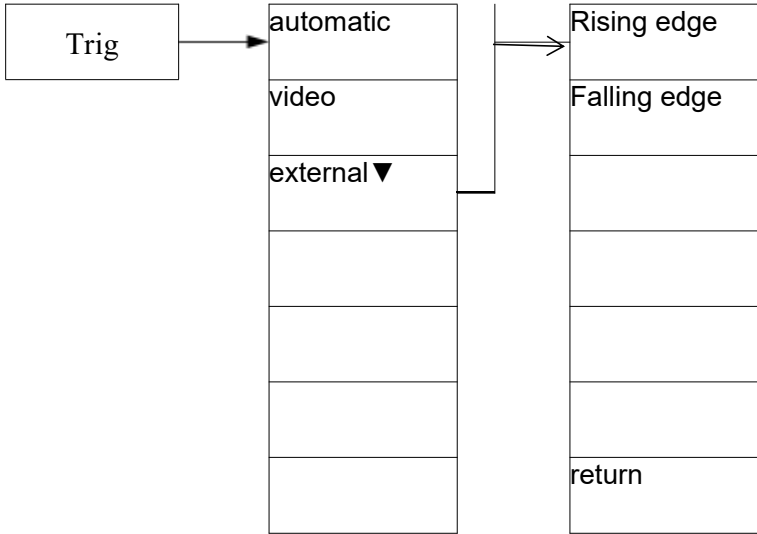 Trig
automatic
video
external▼
Rising edge
Falling edge
return